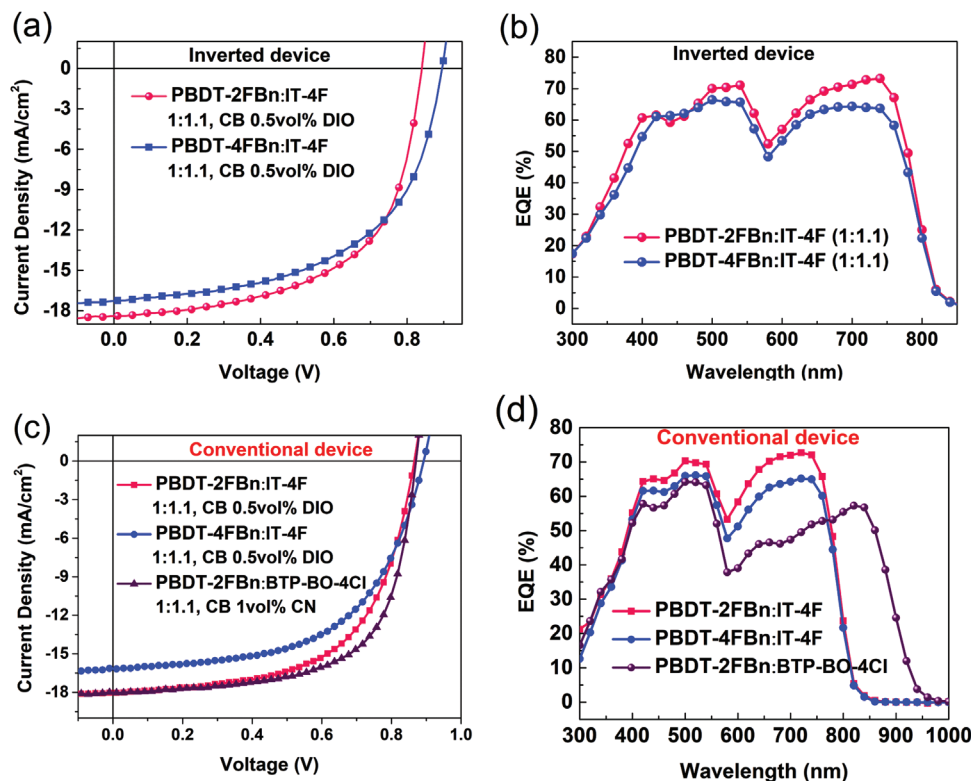 (a)
Inverted device
PBDT-2FBn:IT-4F
1:1.1, CB 0.5vol% DIO
PBDT-4FBn:IT-4F
1:1.1, CB 0.5vol% DIO
Current Density (mA/cm²)
0
-3
-6
-9
-12
-15
-18
0.0 0.2 0.4 0.6 0.8
Voltage (V)
(b)
Inverted device
PBDT-2FBn:IT-4F (1:1.1)
PBDT-4FBn:IT-4F (1:1.1)
EQE (%)
90
80
70
60
50
40
30
20
10
0
300 400 500 600 700 800
Wavelength (nm)
(c)
Conventional device
PBDT-2FBn:IT-4F
1:1.1, CB 0.5vol% DIO
PBDT-4FBn:IT-4F
1:1.1, CB 0.5vol% DIO
PBDT-2FBn:BTP-BO-4Cl
1:1.1, CB 1vol% CN
Current Density (mA/cm²)
0
-3
-6
-9
-12
-15
-18
0.0 0.2 0.4 0.6 0.8 1.0
Voltage (V)
(d)
Conventional device
PBDT-2FBn:IT-4F
PBDT-4FBn:IT-4F
PBDT-2FBn:BTP-BO-4Cl
EQE (%)
80
70
60
50
40
30
20
10
0
300 400 500 600 700 800 900 1000
Wavelength (nm)